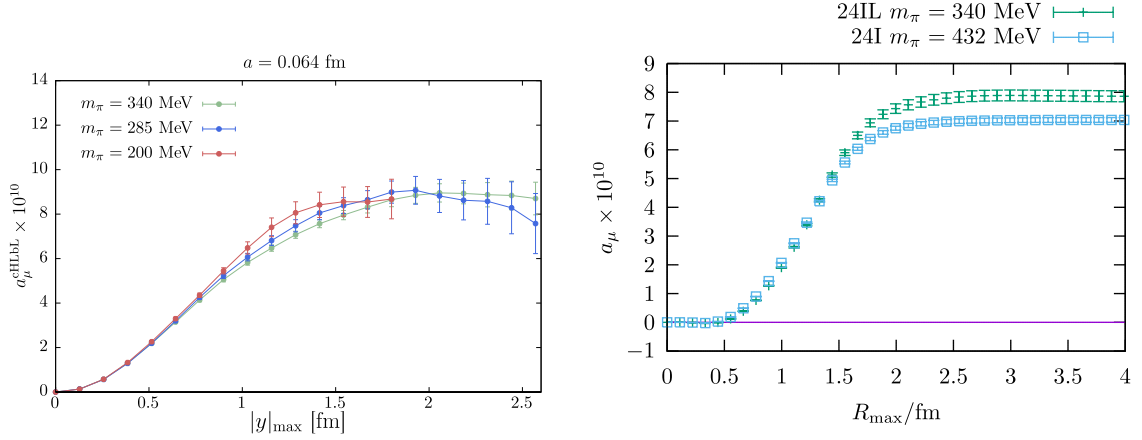 a = 0.064 fm
14
12
10
8
6
4
2
0
m_π = 340 MeV
m_π = 285 MeV
m_π = 200 MeV
a_μ^cHLbL × 10^10
0 0.5 1 1.5 2 2.5
|y|_max [fm]
24IL m_π = 340 MeV
24I m_π = 432 MeV
9
8
7
6
5
4
3
2
1
0
−1
a_μ × 10^10
0 0.5 1 1.5 2 2.5 3 3.5 4
R_max/fm